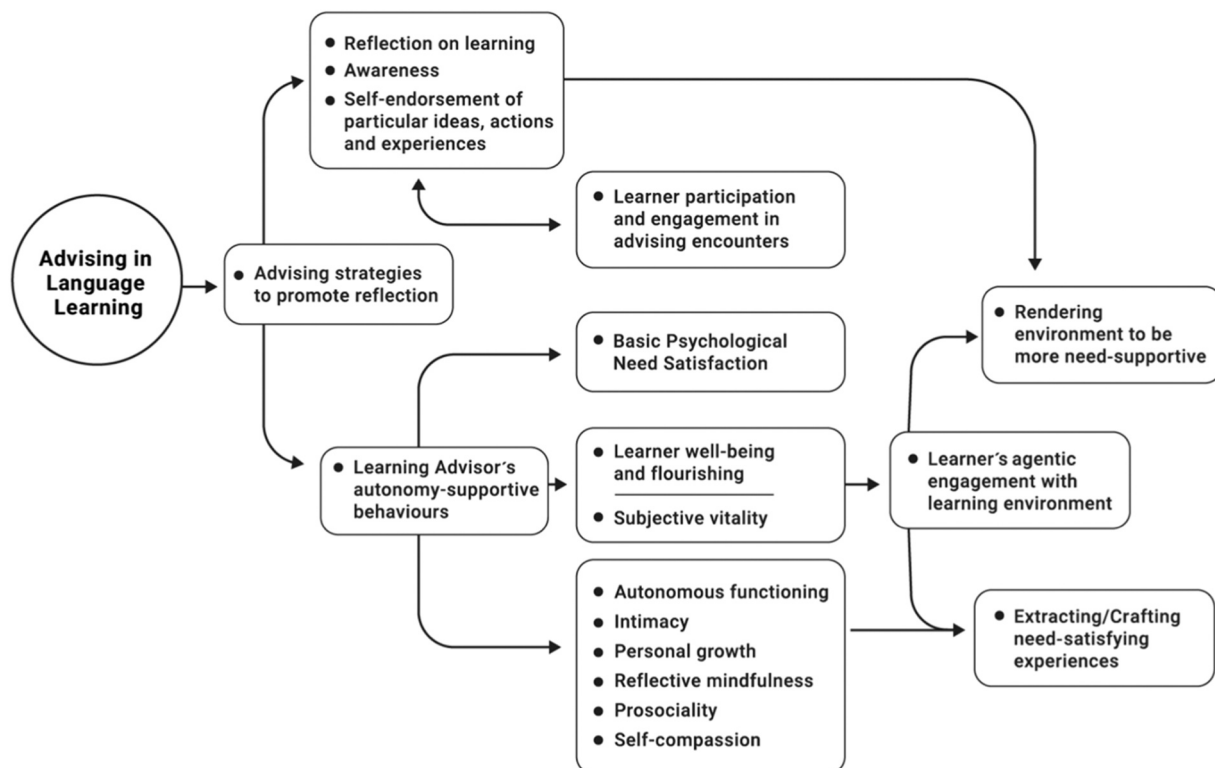 Reflection on learning
Awareness
Self-endorsement of
particular ideas, actions
and experiences
Learner participation
and engagement in
advising encounters
Advising in
Language
Learning
Advising strategies
to promote reflection
Rendering
environment to be
more need-supportive
Basic Psychological
Need Satisfaction
Learning Advisor´s
autonomy-supportive
behaviours
Learner well-being
and flourishing
Subjective vitality
Learner´s agentic
engagement with
learning environment
Autonomous functioning
Intimacy
Personal growth
Reflective mindfulness
Prosociality
Self-compassion
Extracting/Crafting
need-satisfying
experiences